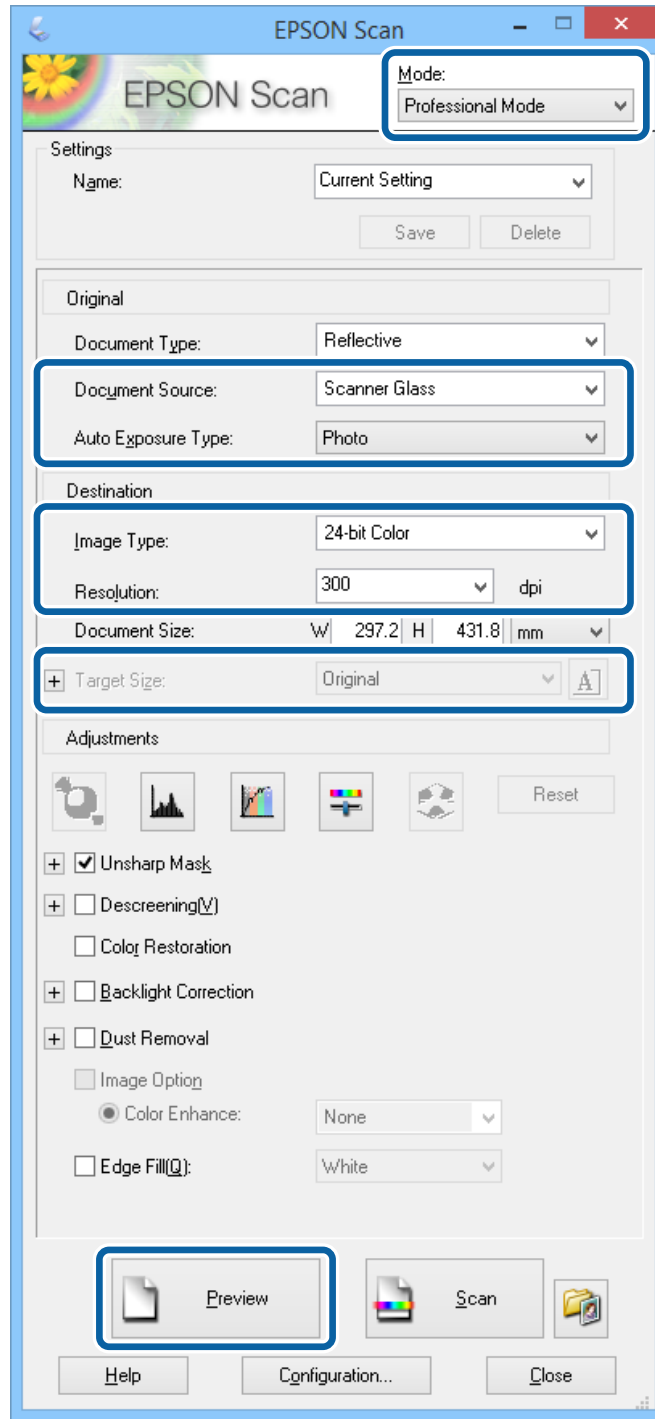 EPSON Scan
EPSON Scan
Mode:
Professional Mode
Settings
Name: Current Setting
Save Delete
Original
Document Type: Reflective
Document Source: Scanner Glass
Auto Exposure Type: Photo
Destination
Image Type: 24-bit Color
Resolution: 300 dpi
Document Size: W 297.2 H 431.8 mm
+ Target Size: Original A
Adjustments
Reset
+ Unsharp Mask
+ Descreening(V)
Color Restoration
+ Backlight Correction
+ Dust Removal
Image Option
Color Enhance: None
Edge Fill(Q): White
Preview Scan
Help Configuration... Close